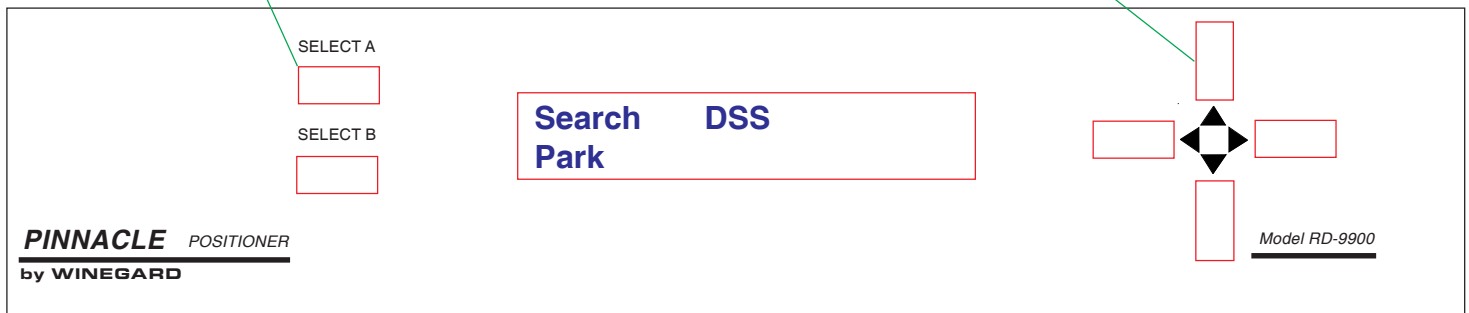 SELECT A
SELECT B
Search DSS
Park
PINNACLE POSITIONER
by WINEGARD
Model RD-9900